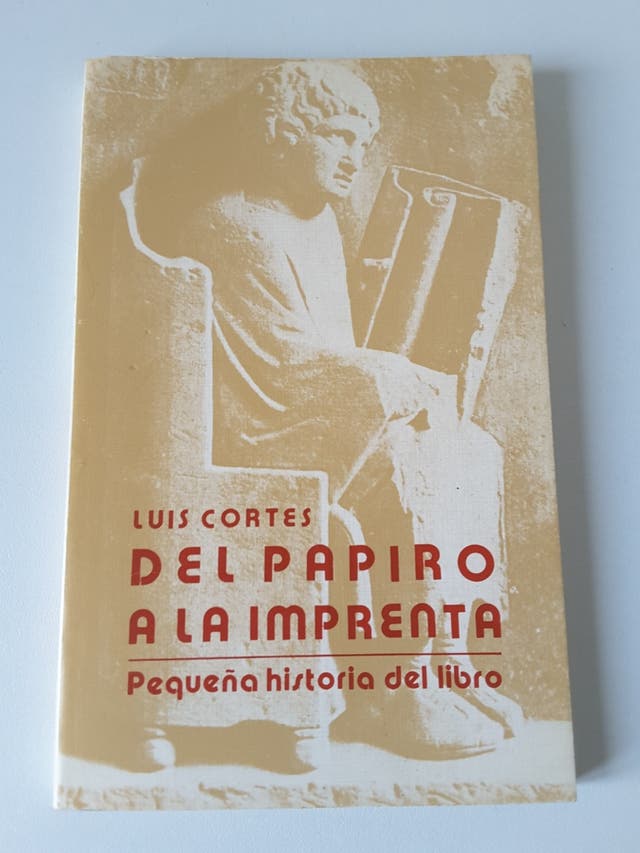 LUIS CORTES
DEL PAPIRO
A LA IMPRENTA
Pequeña historia del libro